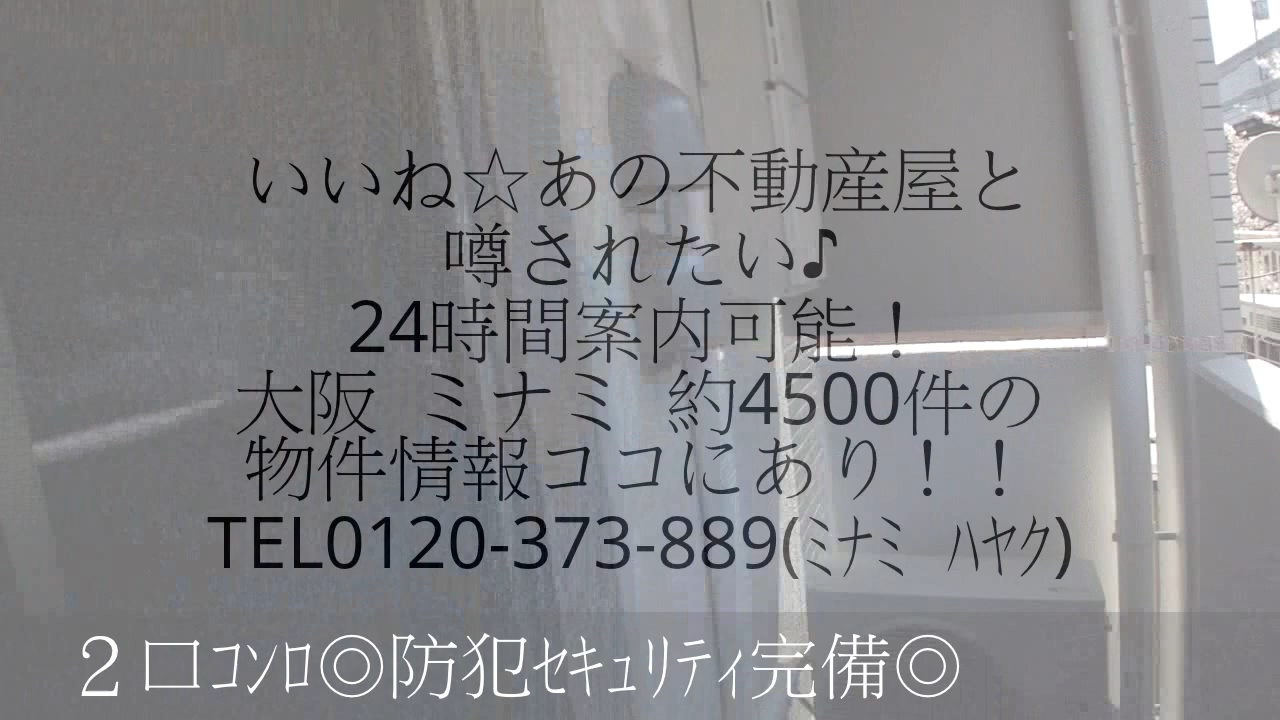 いいね☆あの不動産屋と
噂されたい♪
24時間案内可能！
大阪　ミナミ　約4500件の
物件情報ココにあり！！
TEL0120-373-889(ﾐﾅﾐ　ﾊﾔｸ)
２口ｺﾝﾛ◎防犯ｾｷｭﾘﾃｨ完備◎